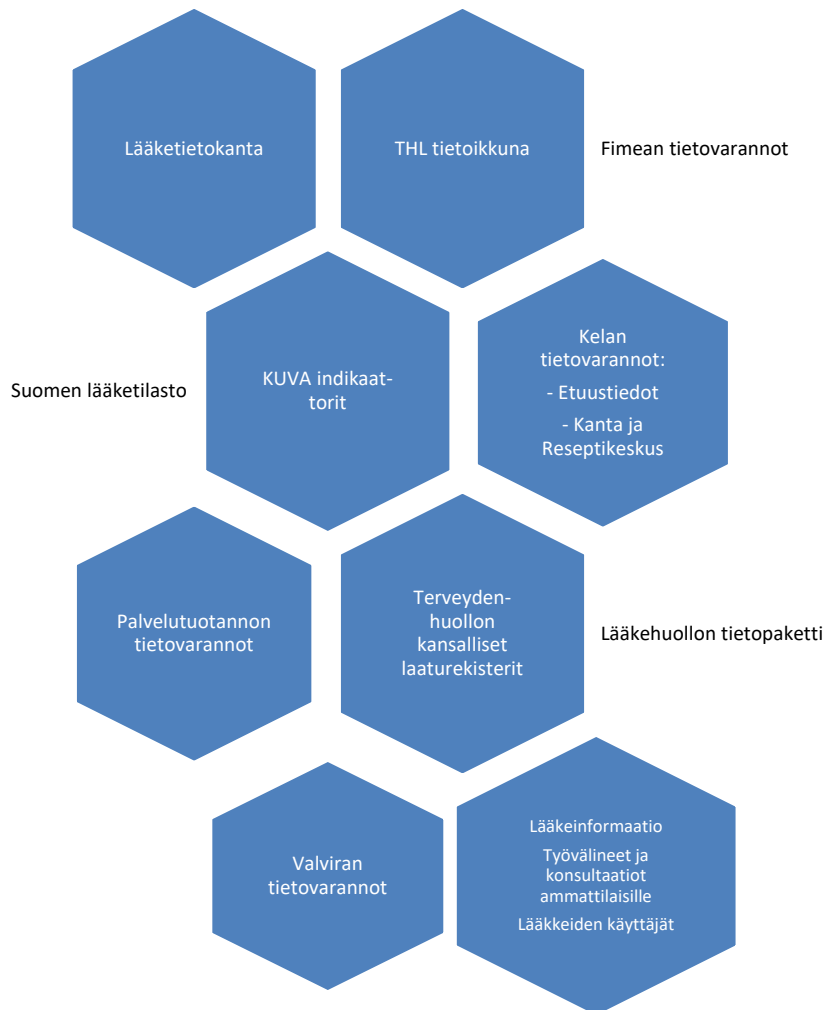 Lääketietokanta
THL tietoikkuna
Fimean tietovarannot
Suomen lääketilasto
KUVA indikaat-
torit
Kelan
tietovarannot:
- Etuustiedot
- Kanta ja
Reseptikeskus
Palvelutuotannon
tietovarannot
Terveyden-
huollon
kansalliset
laaturekisterit
Lääkehuollon tietopaketti
Valviran
tietovarannot
Lääkeinformaatio
Työvälineet ja
konsultaatiot
ammattilaisille
Lääkkeiden käyttäjät